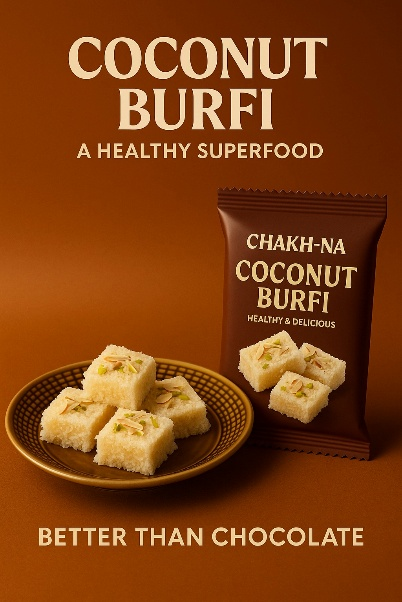 COCONUT
BURFI
A HEALTHY SUPERFOOD
CHAKH-NA
COCONUT
BURFI
HEALTHY & DELICIOUS
BETTER THAN CHOCOLATE